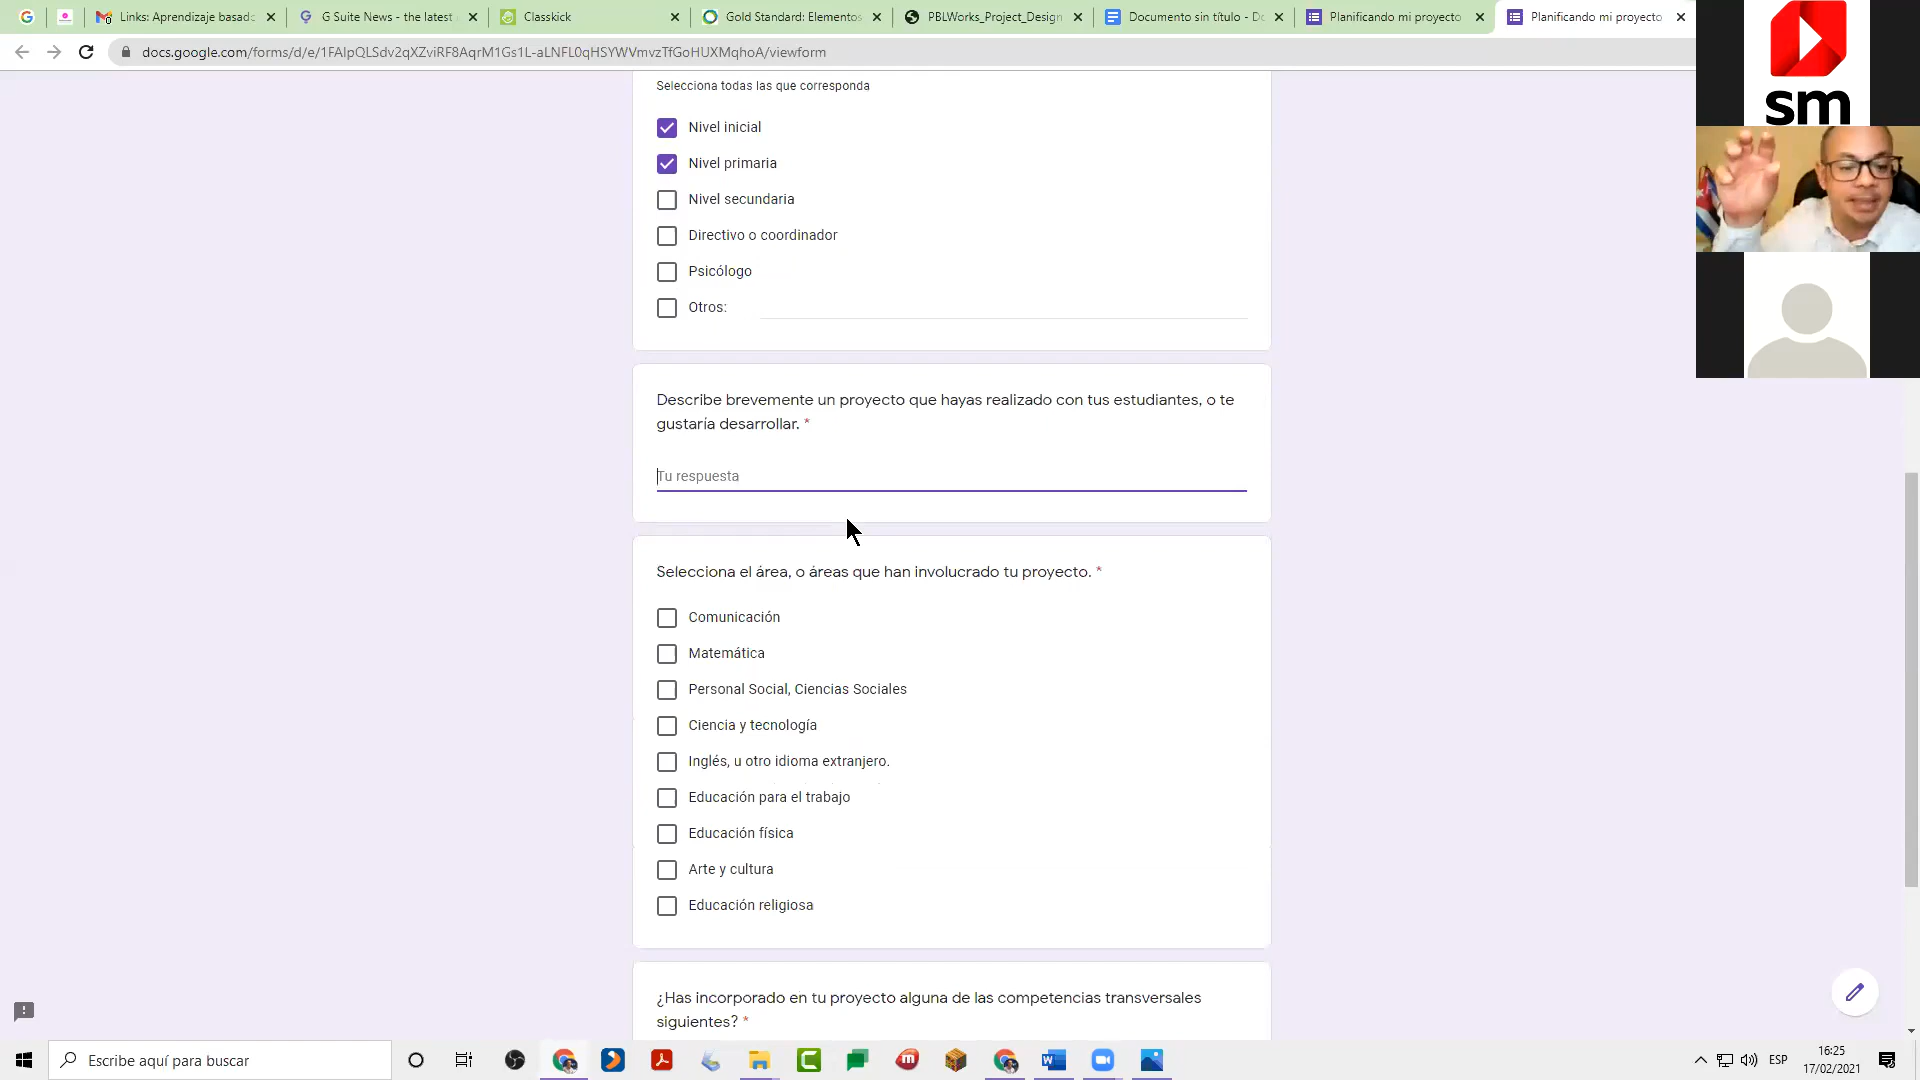 Links: Aprendizaje basado
G Suite News - the latest
Classkick
Gold Standard: Elementos
PBLWorks_Project_Design
Documento sin título - Do
Planificando mi proyecto
Planificando mi proyecto
docs.google.com/forms/d/e/1FAIpQLSdv2qXZviRF8AqrM1Gs1L-aLNFL0qHSYWVmvzTfGoHUXMqhoA/viewform
sm
Selecciona todas las que corresponda
Nivel inicial
Nivel primaria
Nivel secundaria
Directivo o coordinador
Psicólogo
Otros:
Describe brevemente un proyecto que hayas realizado con tus estudiantes, o te
gustaría desarrollar. *
Tu respuesta
Selecciona el área, o áreas que han involucrado tu proyecto. *
Comunicación
Matemática
Personal Social, Ciencias Sociales
Ciencia y tecnología
Inglés, u otro idioma extranjero.
Educación para el trabajo
Educación física
Arte y cultura
Educación religiosa
¿Has incorporado en tu proyecto alguna de las competencias transversales
siguientes? *
Escribe aquí para buscar
ESP
16:25
17/02/2021